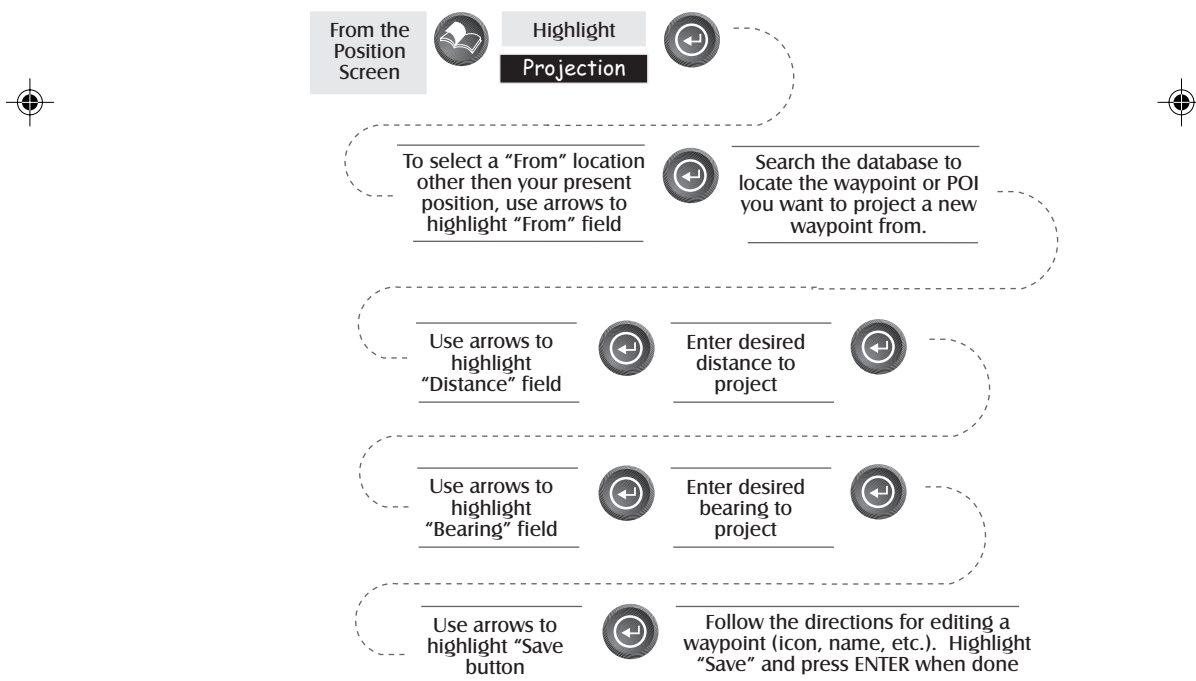 From the
Position
Screen
Highlight
Projection
To select a “From” location
other then your present
position, use arrows to
highlight “From” field
Search the database to
locate the waypoint or POI
you want to project a new
waypoint from.
Use arrows to
highlight
“Distance” field
Enter desired
distance to
project
Use arrows to
highlight
“Bearing” field
Enter desired
bearing to
project
Use arrows to
highlight “Save
button
Follow the directions for editing a
waypoint (icon, name, etc.).  Highlight
“Save” and press ENTER when done